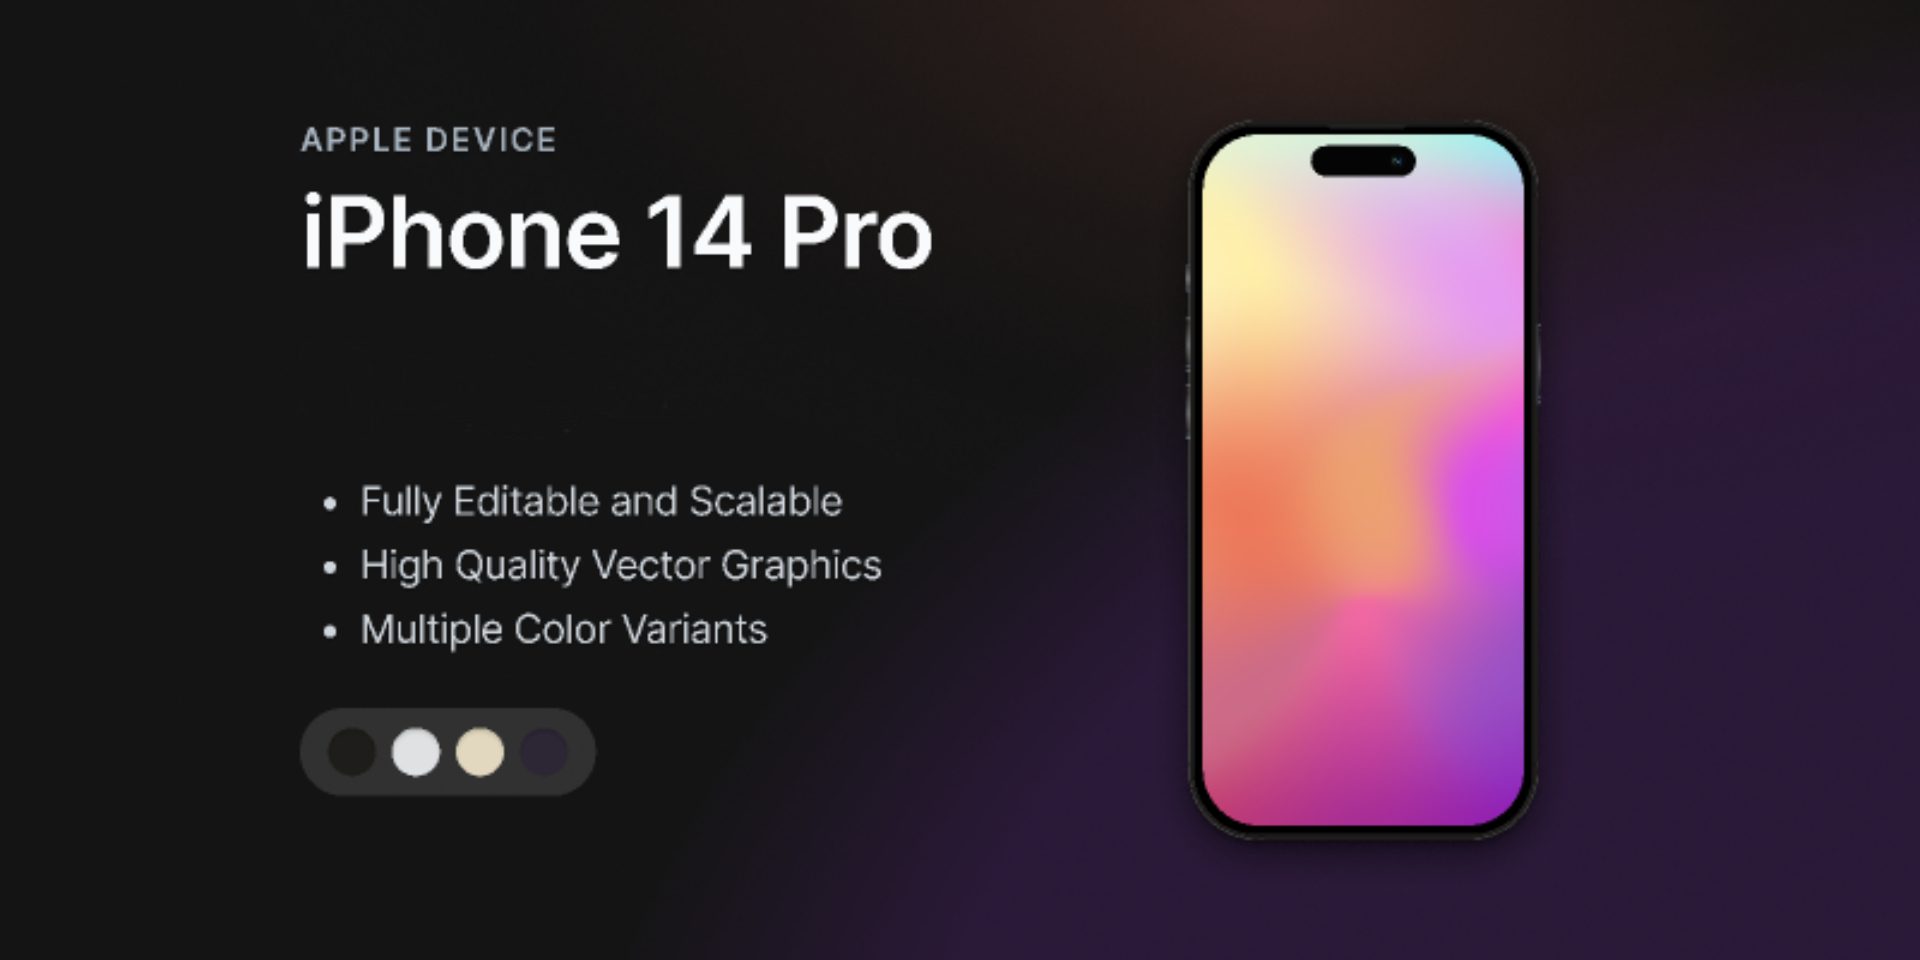 APPLE DEVICE
iPhone 14 Pro
• Fully Editable and Scalable
• High Quality Vector Graphics
• Multiple Color Variants